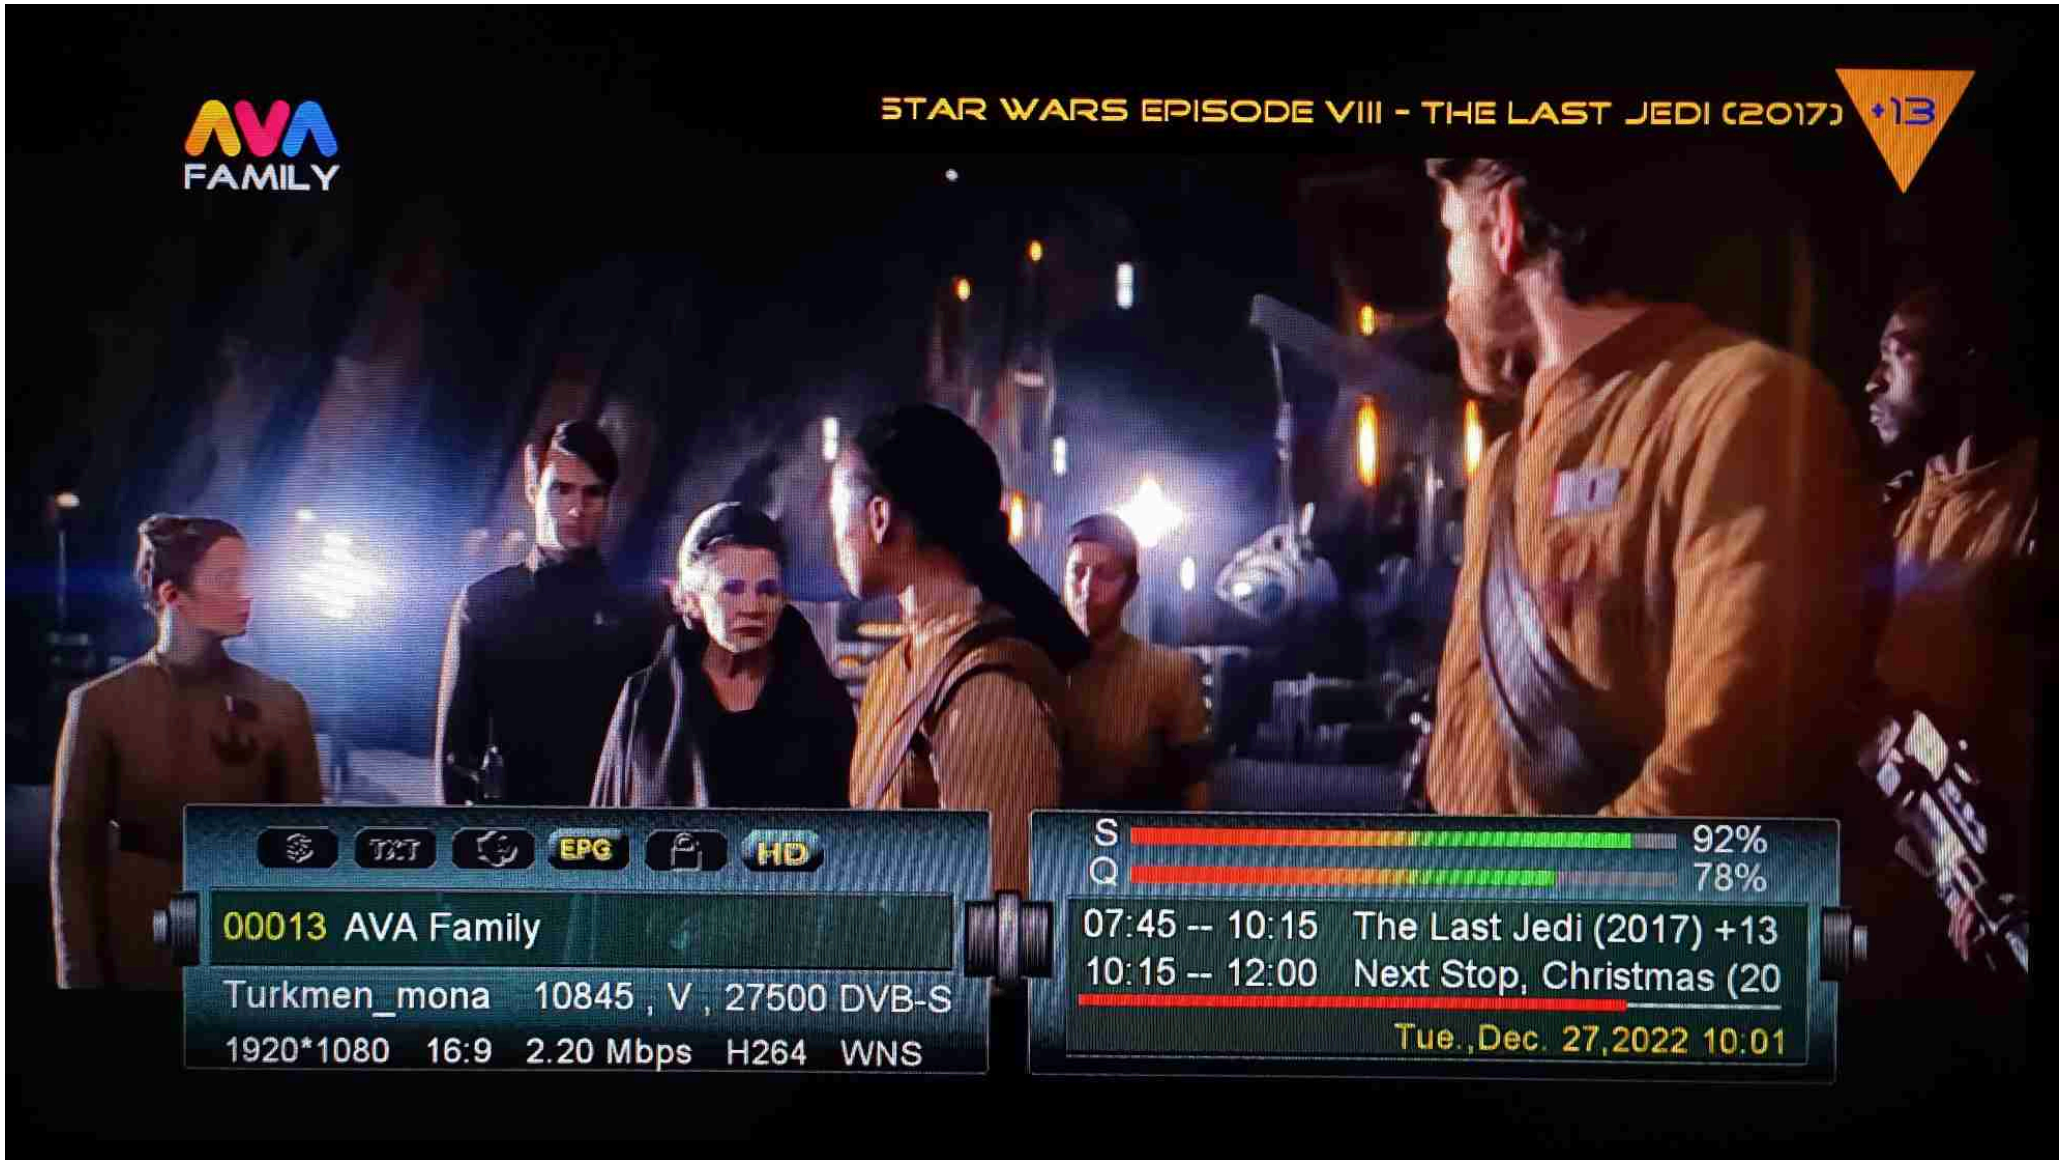 AVA
FAMILY
STAR WARS EPISODE VIII - THE LAST JEDI (2017)
+13
TXT
EPG
HD
00013 AVA Family
Turkmen_mona 10845 , V , 27500 DVB-S
1920*1080 16:9 2.20 Mbps H264 WNS
S 92%
Q 78%
07:45 -- 10:15 The Last Jedi (2017) +13
10:15 -- 12:00 Next Stop, Christmas (20
Tue.,Dec. 27,2022 10:01